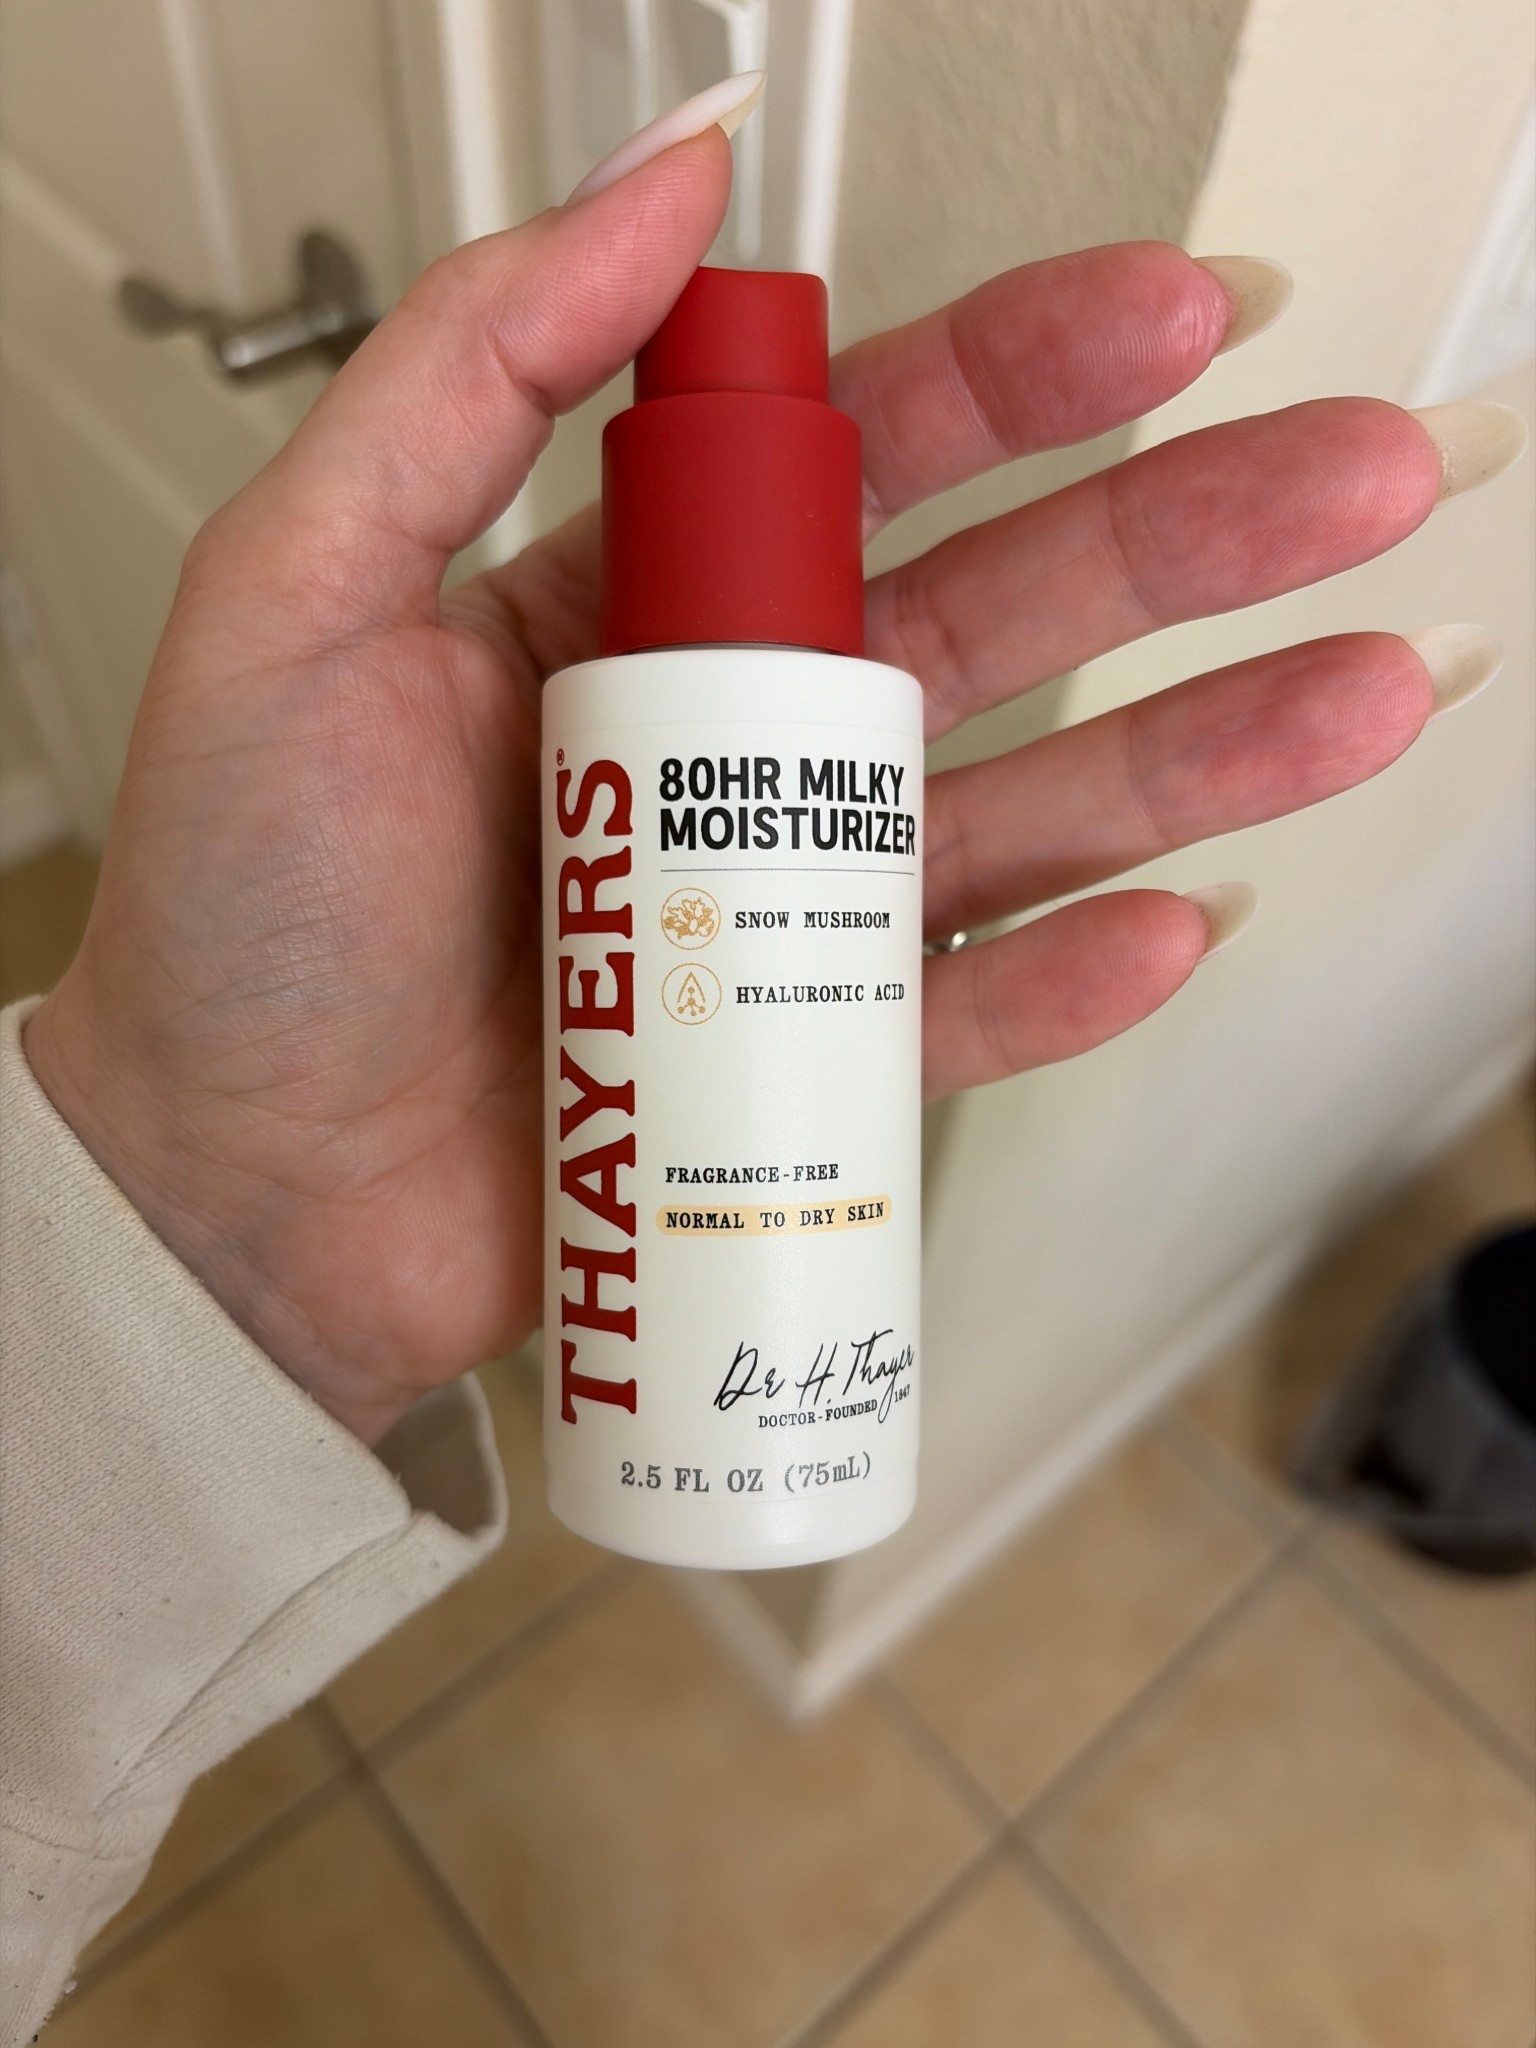 THAYERS®
80HR MILKY
MOISTURIZER
SNOW MUSHROOM
HYALURONIC ACID
FRAGRANCE-FREE
NORMAL TO DRY SKIN
Dr H. Thayer
DOCTOR-FOUNDED 1847
2.5 FL OZ (75mL)